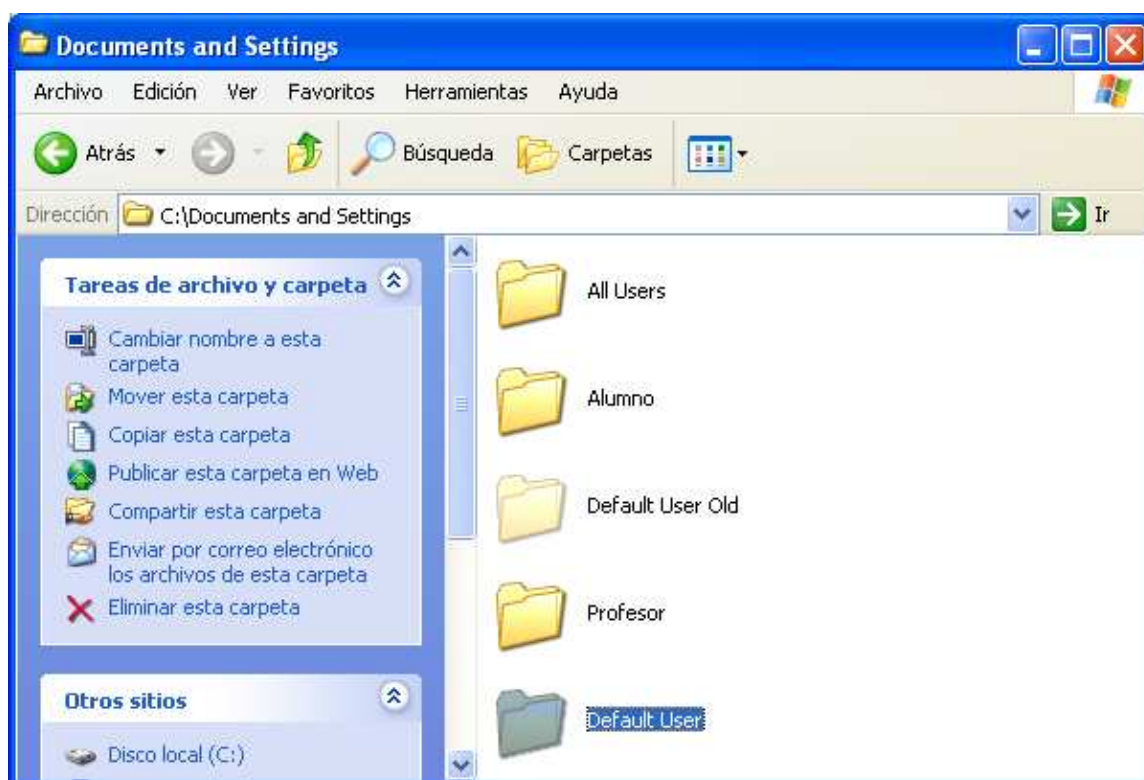 Documents and Settings
Archivo Edición Ver Favoritos Herramientas Ayuda
Atrás Búsqueda Carpetas
Dirección C:\Documents and Settings Ir
Tareas de archivo y carpeta
Cambiar nombre a esta
carpeta
Mover esta carpeta
Copiar esta carpeta
Publicar esta carpeta en Web
Compartir esta carpeta
Enviar por correo electrónico
los archivos de esta carpeta
Eliminar esta carpeta
Otros sitios
Disco local (C:)
All Users
Alumno
Default User Old
Profesor
Default User